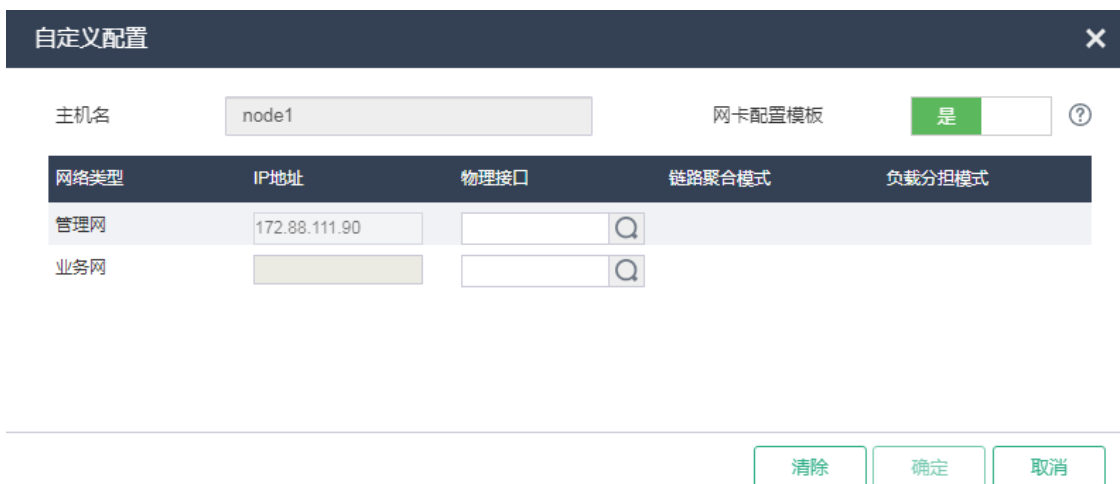 自定义配置
主机名 node1 网卡配置模板 是
网络类型 IP地址 物理接口 链路聚合模式 负载分担模式
管理网 172.88.111.90
业务网
清除 确定 取消